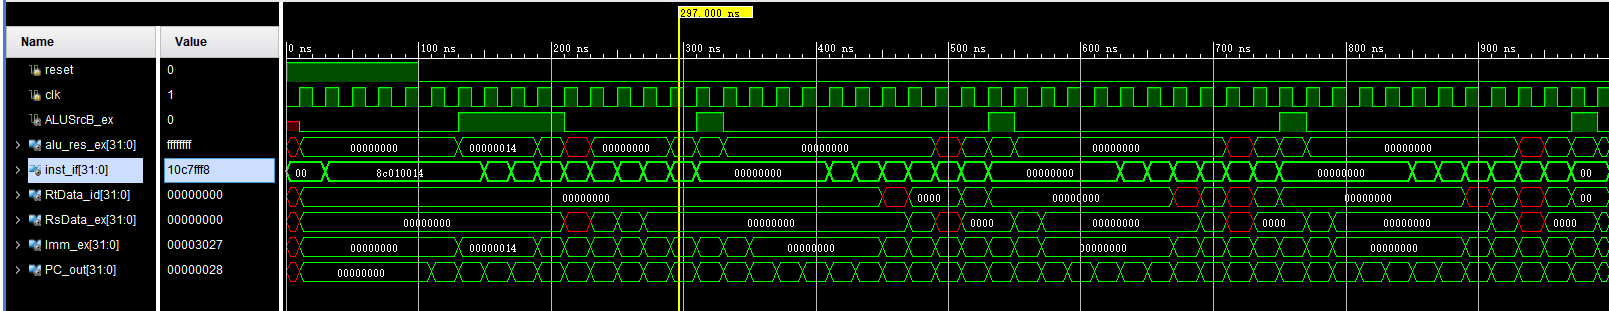 297.000 ns
Name Value
0 ns 100 ns 200 ns 300 ns 400 ns 500 ns 600 ns 700 ns 800 ns 900 ns
reset 0
clk 1
ALUSrcB_ex 0
alu_res_ex[31:0] ffffffff 00000000 00000014 00000000 00000000 00000000 00000000
inst_if[31:0] 10c7fff8 00 8c010014 00000000 00000000 00000000 00
RtData_id[31:0] 00000000 00000000 0000 00000000 00000000 00
RsData_ex[31:0] 00000000 00000000 00000000 0000 00000000 0000 00000000 0000
Imm_ex[31:0] 00003027 00000000 00000014 00000000 00000000 00000000
PC_out[31:0] 00000028 00000000